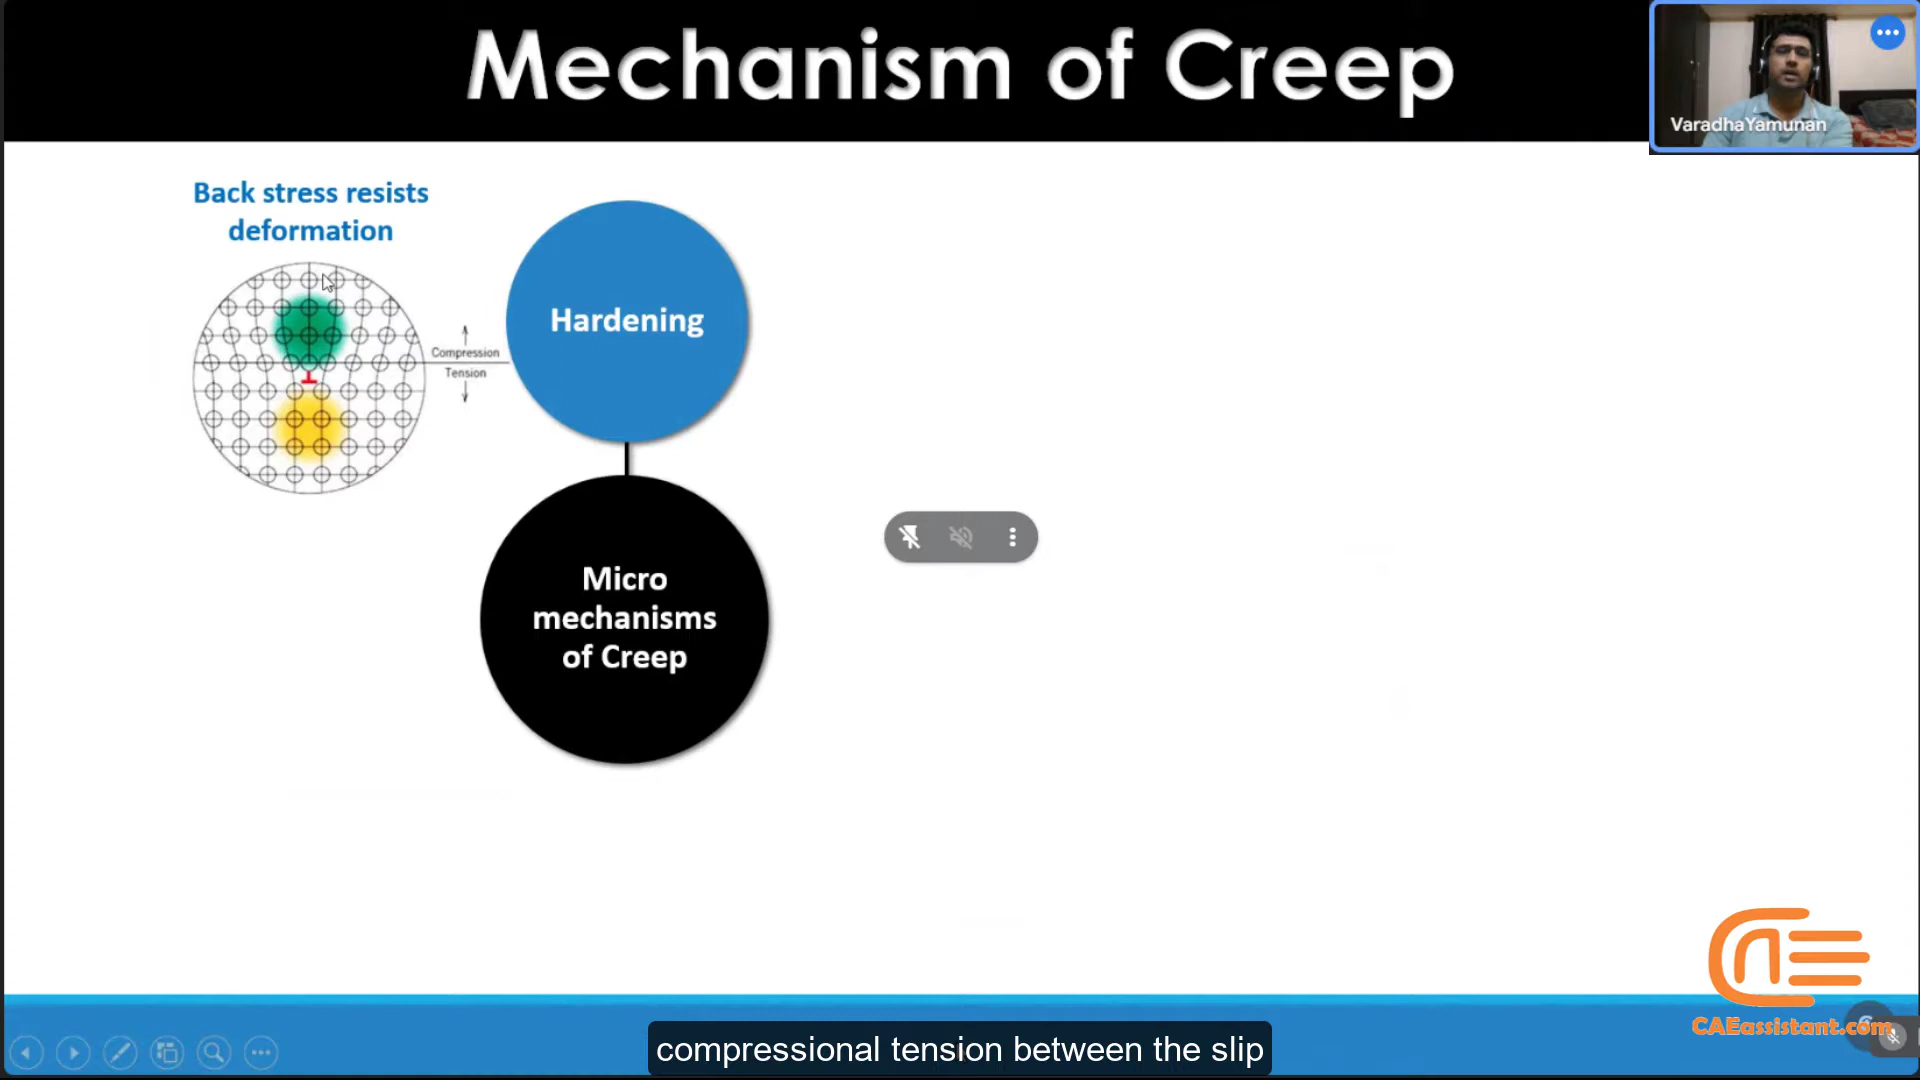 Mechanism of Creep
VaradhaYamunan
Back stress resists
deformation
Compression
Tension
Hardening
Micro
mechanisms
of Creep
CAEassistant.com
compressional tension between the slip